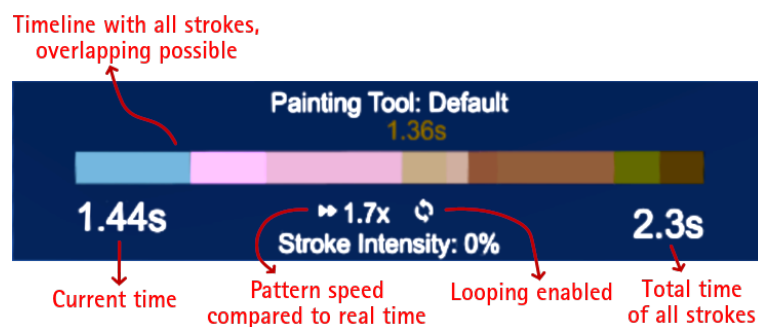 Timeline with all strokes,
overlapping possible
Painting Tool: Default
1.36s
1.44s
1.7x
2.3s
Stroke Intensity: 0%
Current time
Pattern speed
compared to real time
Looping enabled
Total time
of all strokes